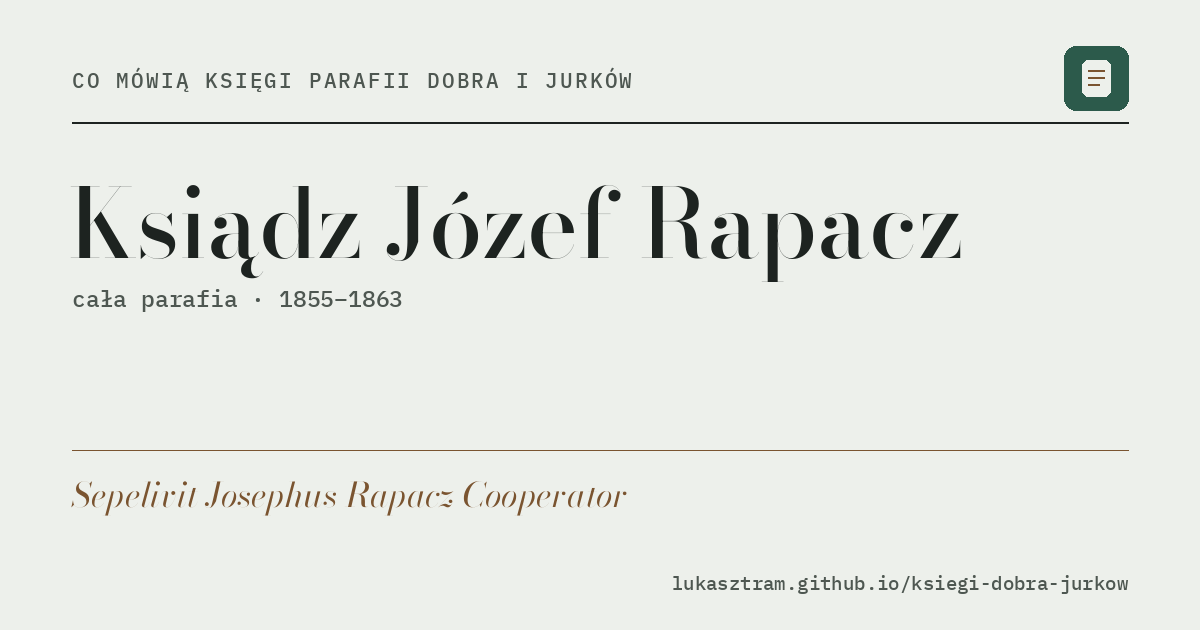 CO MÓWIĄ KSIĘGI PARAFII DOBRA I JURKÓW
Ksiądz Józef Rapacz
cała parafia · 1855–1863
Sepelivit Josephus Rapacz Cooperator
lukasztram.github.io/ksiegi-dobra-jurkow